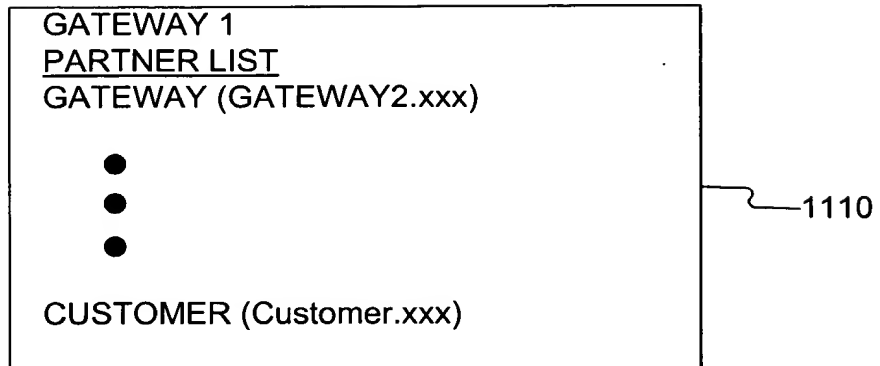 GATEWAY 1
PARTNER LIST
GATEWAY (GATEWAY2.xxx)
1110
CUSTOMER (Customer.xxx)